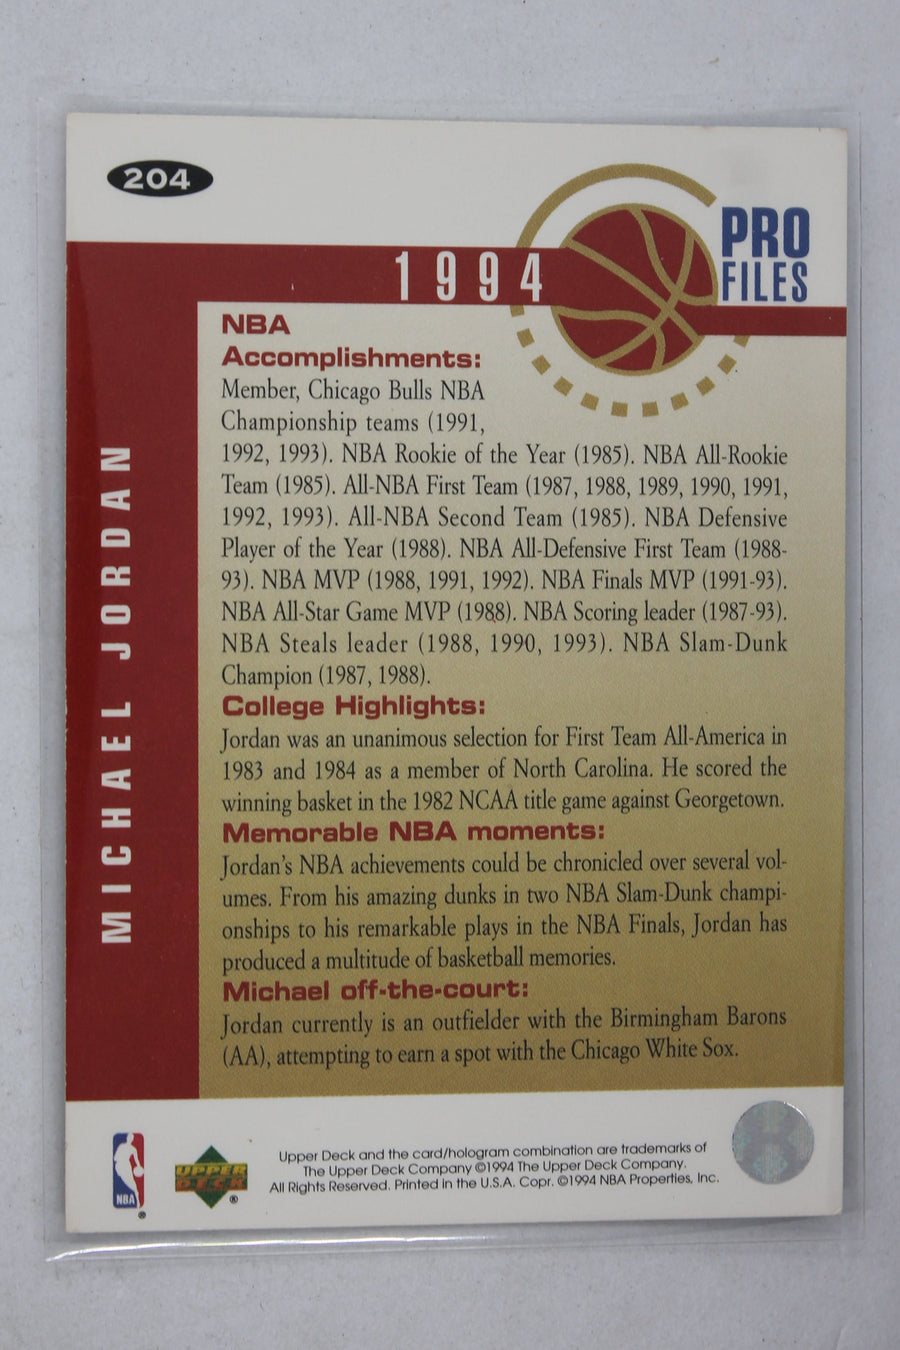 204
PRO
FILES
1994
MICHAEL JORDAN
NBA
Accomplishments:
Member, Chicago Bulls NBA
Championship teams (1991,
1992, 1993). NBA Rookie of the Year (1985). NBA All-Rookie
Team (1985). All-NBA First Team (1987, 1988, 1989, 1990, 1991,
1992, 1993). All-NBA Second Team (1985). NBA Defensive
Player of the Year (1988). NBA All-Defensive First Team (1988-
93). NBA MVP (1988, 1991, 1992). NBA Finals MVP (1991-93).
NBA All-Star Game MVP (1988). NBA Scoring leader (1987-93).
NBA Steals leader (1988, 1990, 1993). NBA Slam-Dunk
Champion (1987, 1988).
College Highlights:
Jordan was an unanimous selection for First Team All-America in
1983 and 1984 as a member of North Carolina. He scored the
winning basket in the 1982 NCAA title game against Georgetown.
Memorable NBA moments:
Jordan's NBA achievements could be chronicled over several vol-
umes. From his amazing dunks in two NBA Slam-Dunk champi-
onships to his remarkable plays in the NBA Finals, Jordan has
produced a multitude of basketball memories.
Michael off-the-court:
Jordan currently is an outfielder with the Birmingham Barons
(AA), attempting to earn a spot with the Chicago White Sox.
NBA ®
UPPER
DECK ®
Upper Deck and the card/hologram combination are trademarks of
The Upper Deck Company ©1994 The Upper Deck Company.
All Rights Reserved. Printed in the U.S.A. Copr. ©1994 NBA Properties, Inc.